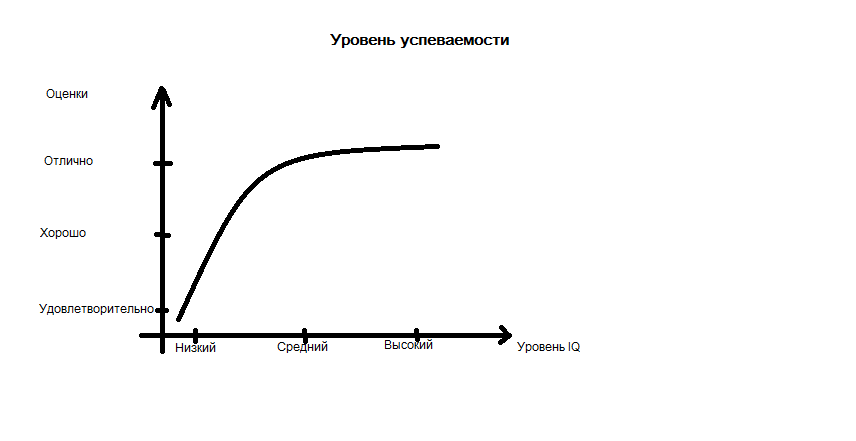 Уровень успеваемости
Оценки
Отлично
Хорошо
Удовлетворительно
Низкий
Средний
Высокий
Уровень IQ